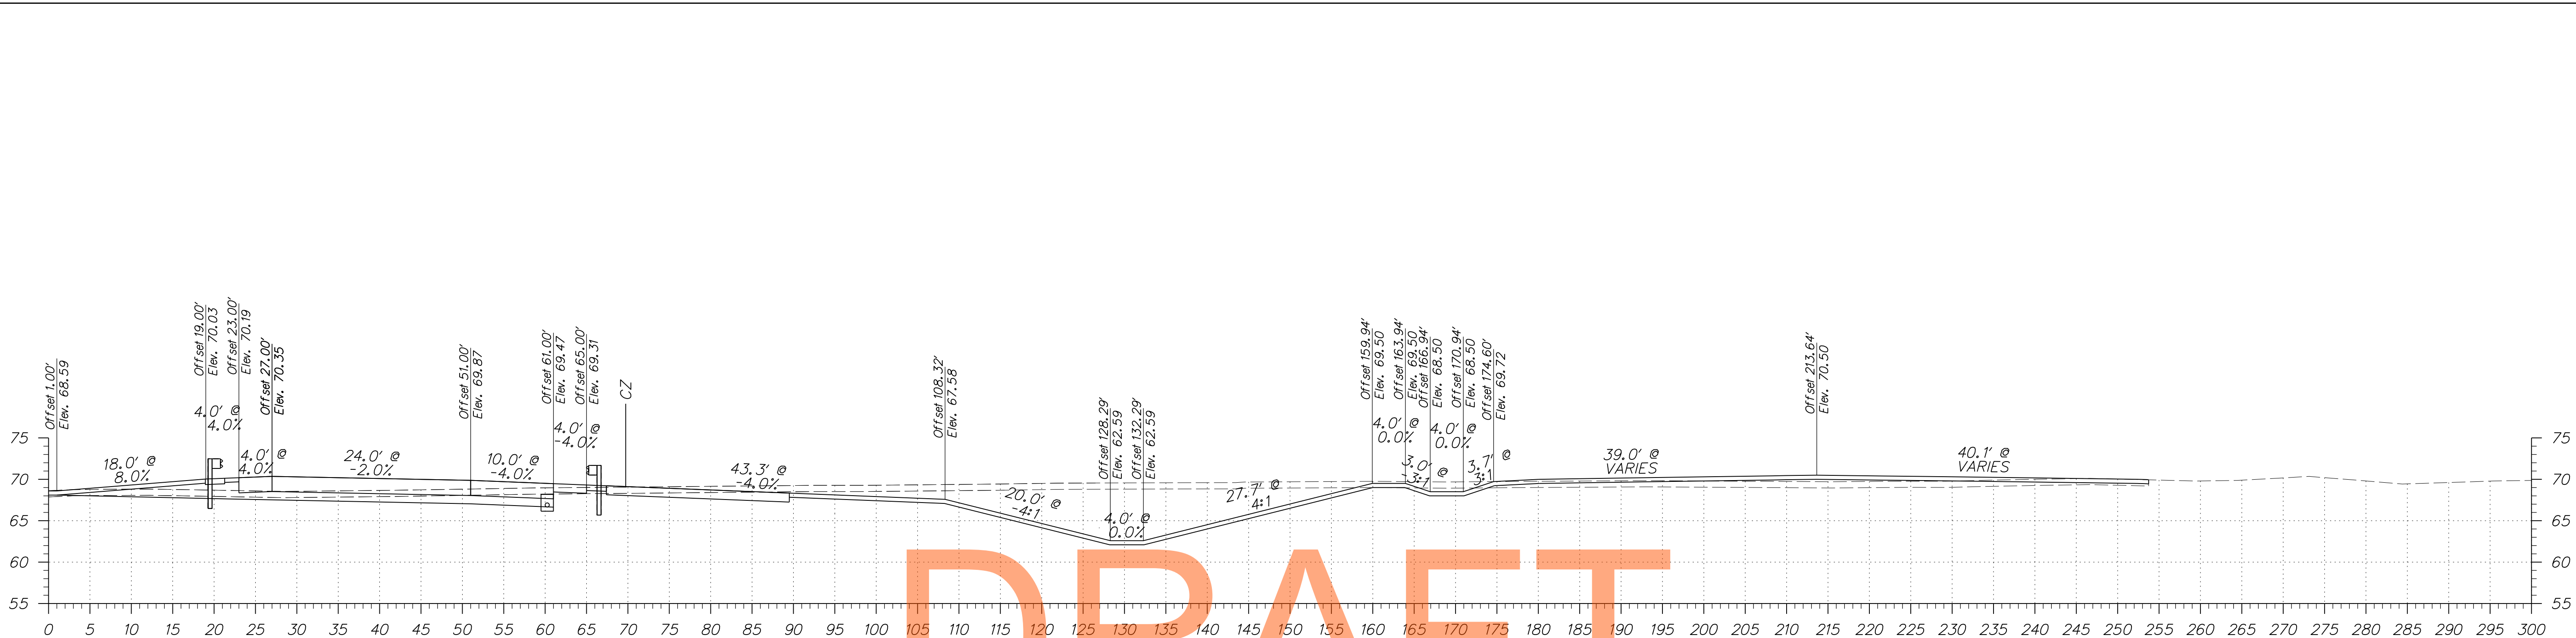 Offset 1.00'
Elev. 68.59
Offset 19.00'
Elev. 70.03
Offset 23.00'
Elev. 70.19
Offset 27.00'
Elev. 70.35
Offset 51.00'
Elev. 69.87
Offset 61.00'
Elev. 69.47
Offset 65.00'
Elev. 69.31
CZ
Offset 108.32'
Elev. 67.58
Offset 128.29'
Elev. 62.59
Offset 132.29'
Elev. 62.59
Offset 159.94'
Elev. 69.50
Offset 163.94'
Elev. 69.50
Offset 166.94'
Elev. 68.50
Offset 170.94'
Elev. 68.50
Offset 174.60'
Elev. 69.72
Offset 213.64'
Elev. 70.50
18.0' @
8.0%
4.0' @
4.0%
4.0' @
4.0%
24.0' @
-2.0%
10.0' @
-4.0%
4.0' @
-4.0%
43.3' @
-4.0%
20.0' @
-4:1
4.0' @
0.0%
27.7' @
4:1
4.0' @
0.0%
3.0' @
-3:1
4.0' @
0.0%
3.7' @
3:1
39.0' @
VARIES
40.1' @
VARIES
75
70
65
60
55
75
70
65
60
55
DRAFT
0 5 10 15 20 25 30 35 40 45 50 55 60 65 70 75 80 85 90 95 100 105 110 115 120 125 130 135 140 145 150 155 160 165 170 175 180 185 190 195 200 205 210 215 220 225 230 235 240 245 250 255 260 265 270 275 280 285 290 295 300